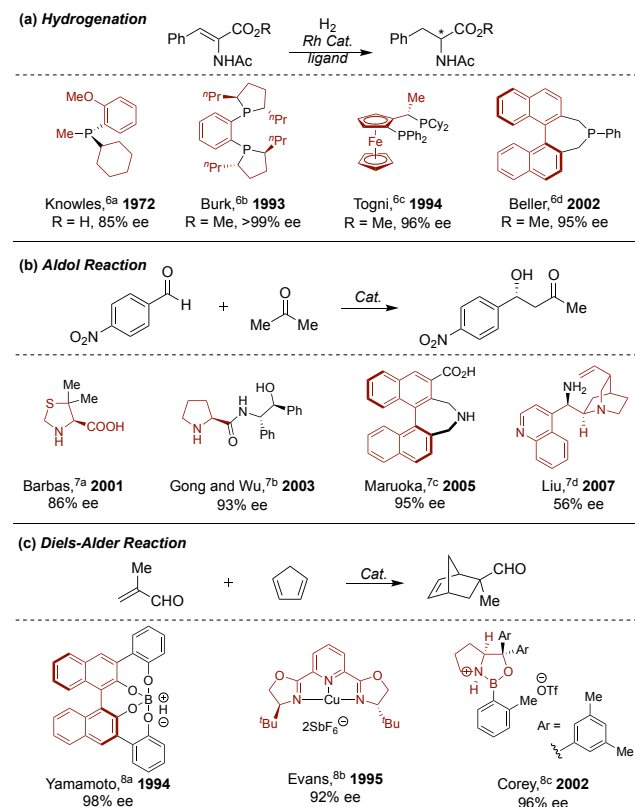 (a) Hydrogenation
Ph CO₂R NHAc
H₂
Rh Cat.
ligand
Ph * CO₂R NHAc
MeO Me P
ⁿPr ⁿPr P P ⁿPr ⁿPr
Me PCy₂ PPh₂ Fe
P-Ph
Knowles,⁶ᵃ 1972
R = H, 85% ee
Burk,⁶ᵇ 1993
R = Me, >99% ee
Togni,⁶ᶜ 1994
R = Me, 96% ee
Beller,⁶ᵈ 2002
R = Me, 95% ee
(b) Aldol Reaction
O H O₂N
+
O Me Me
Cat.
OH O Me O₂N
Me Me S N H COOH
N H O H N OH Ph Ph
CO₂H NH
NH₂ N H N
Barbas,⁷ᵃ 2001
86% ee
Gong and Wu,⁷ᵇ 2003
93% ee
Maruoka,⁷ᶜ 2005
95% ee
Liu,⁷ᵈ 2007
56% ee
(c) Diels-Alder Reaction
Me CHO
+
Cat.
CHO Me
O O B O O ⊕ H ⊖
O N N O N Cu ᵗBu ᵗBu
2SbF₆⊖
H Ar Ar ⊕ N O H B Me
⊖ OTf
Ar = Me Me
Yamamoto,⁸ᵃ 1994
98% ee
Evans,⁸ᵇ 1995
92% ee
Corey,⁸ᶜ 2002
96% ee